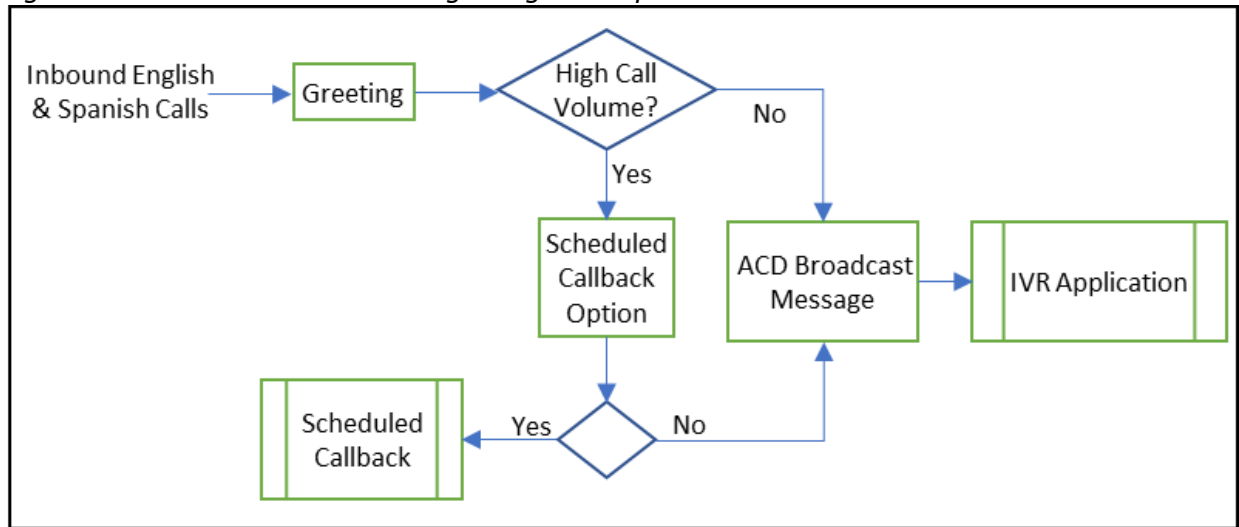 Inbound English
& Spanish Calls
Greeting
High Call
Volume?
No
Yes
Scheduled
Callback
Option
ACD Broadcast
Message
IVR Application
Scheduled
Callback
Yes
No